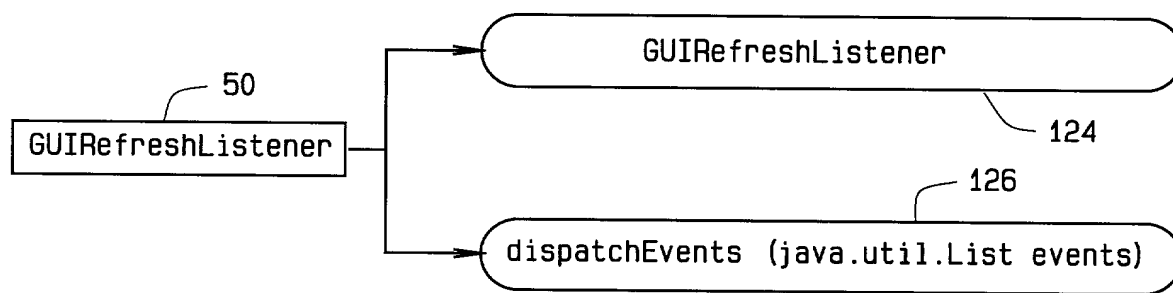 GUIRefreshListener
50
GUIRefreshListener
124
126
dispatchEvents (java.util.List events)